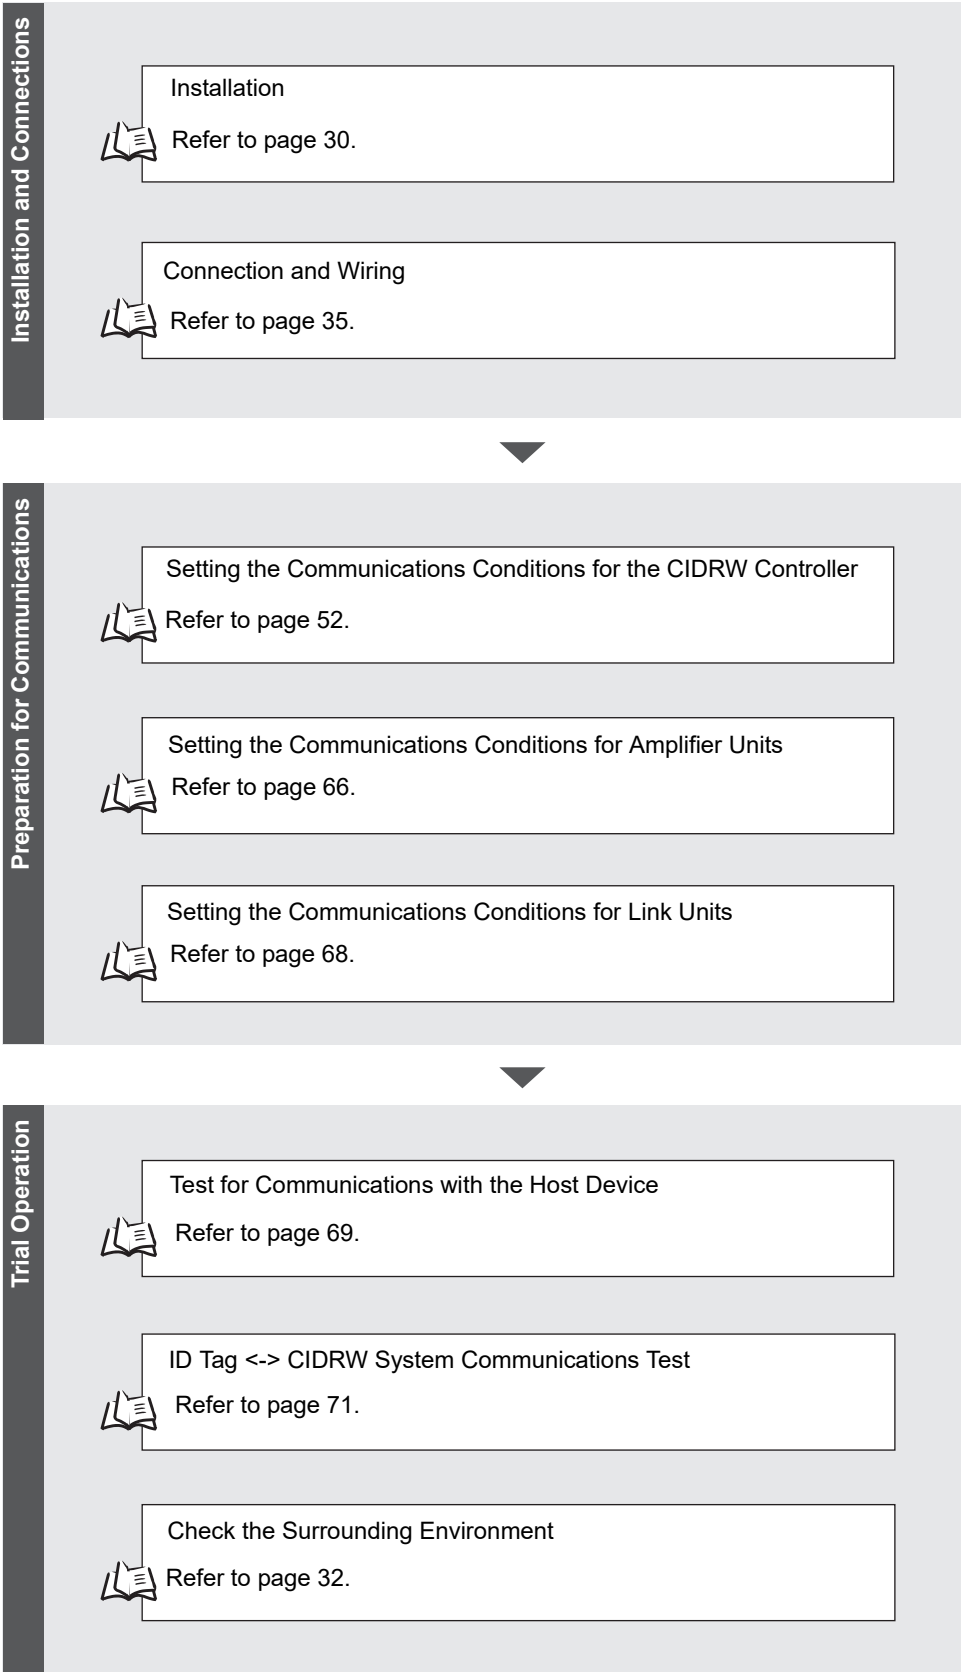 Installation and Connections
Installation
Refer to page 30.
Connection and Wiring
Refer to page 35.
Preparation for Communications
Setting the Communications Conditions for the CIDRW Controller
Refer to page 52.
Setting the Communications Conditions for Amplifier Units
Refer to page 66.
Setting the Communications Conditions for Link Units
Refer to page 68.
Trial Operation
Test for Communications with the Host Device
Refer to page 69.
ID Tag <-> CIDRW System Communications Test
Refer to page 71.
Check the Surrounding Environment
Refer to page 32.